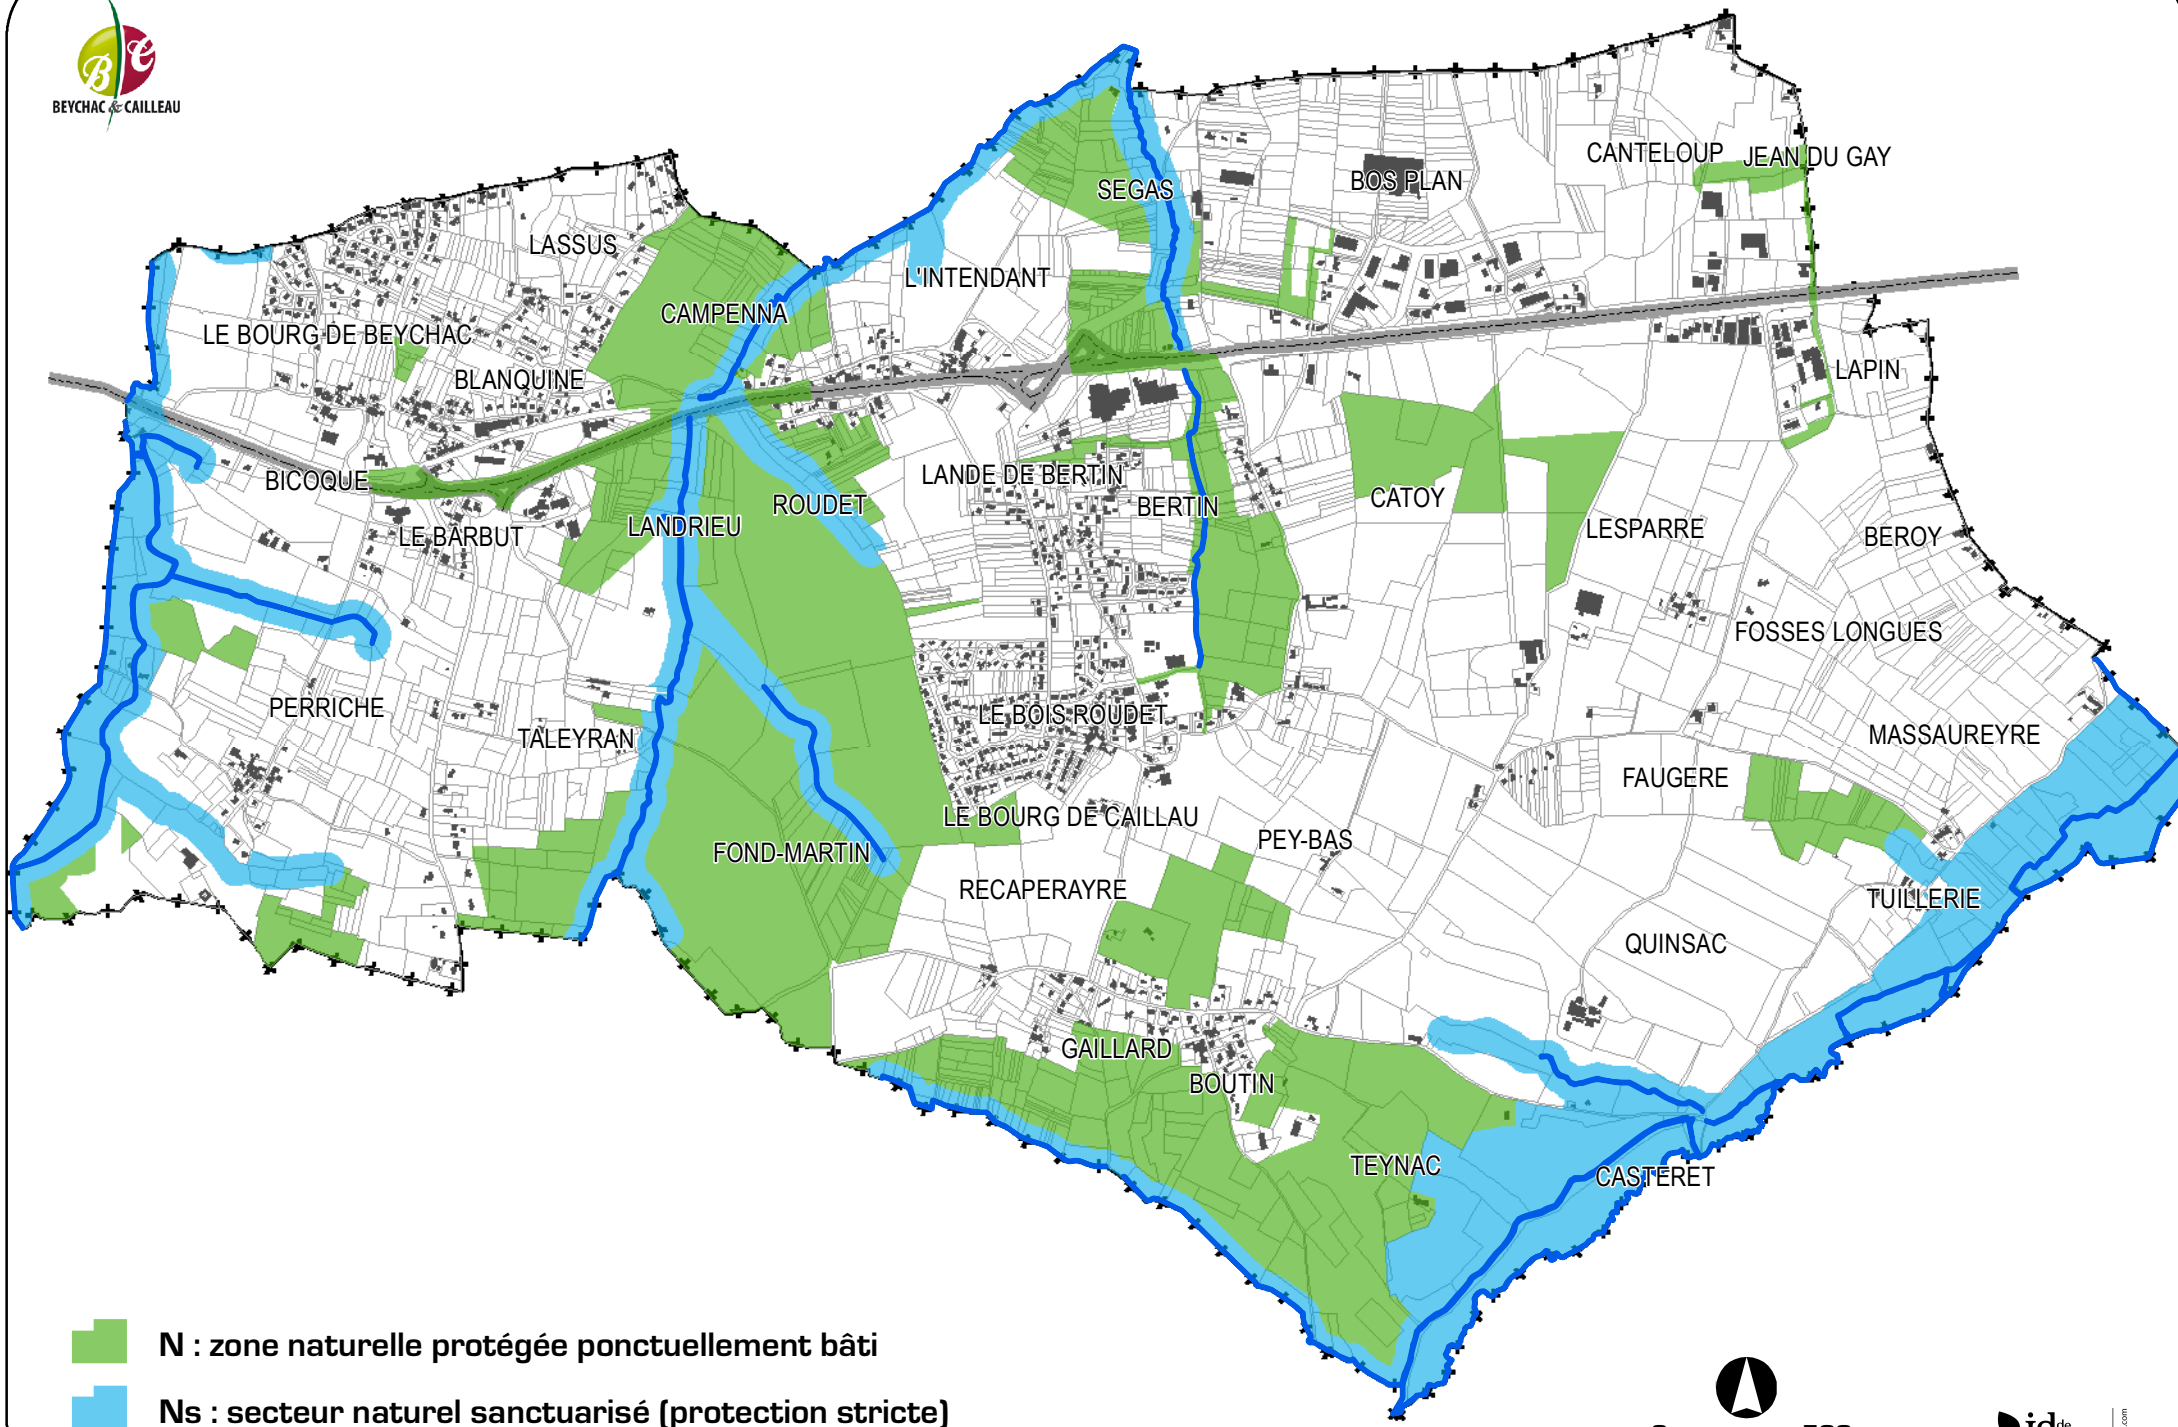 B C
BEYCHAC & CAILLEAU
CANTELOUP
JEAN DU GAY
BOS PLAN
SEGAS
LASSUS
L'INTENDANT
CAMPENNA
LE BOURG DE BEYCHAC
BLANQUINE
LAPIN
BICOQUE
LANDE DE BERTIN
ROUDET
BERTIN
CATOY
LE BARBUT
LANDRIEU
LESPARRE
BEROY
FOSSES LONGUES
PERRICHE
LE BOIS ROUDET
TALEYRAN
MASSAUREYRE
FAUGERE
LE BOURG DE CAILLAU
PEY-BAS
FOND-MARTIN
RECAPERAYRE
TUILLERIE
QUINSAC
GAILLARD
BOUTIN
TEYNAC
CASTERET
N : zone naturelle protégée ponctuellement bâti
Ns : secteur naturel sanctuarisé (protection stricte)
id de
.com